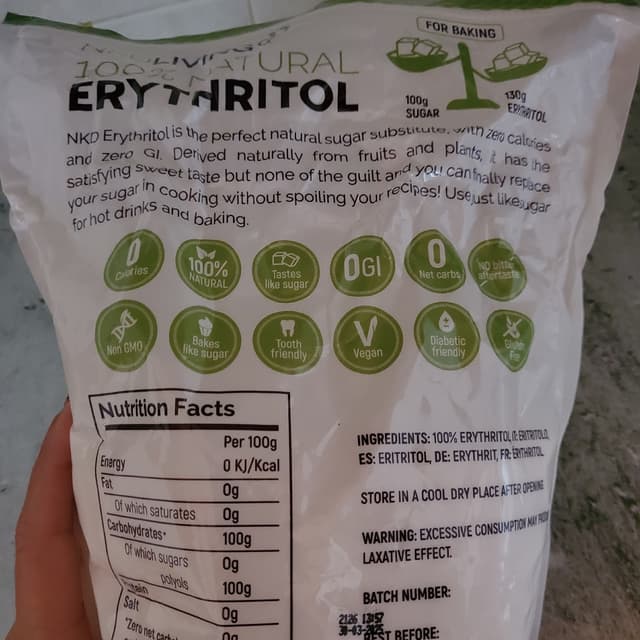 FOR BAKING
100% NATURAL
ERYTHRITOL
100g
SUGAR
130g
ERYTHRITOL
NKD Erythritol is the perfect natural sugar substitute, with zero calories
and zero GI. Derived naturally from fruits and plants, it has the
satisfying sweet taste but none of the guilt and you can finally replace
your sugar in cooking without spoiling your recipes! Use just like sugar
for hot drinks and baking.
0
Calories
100%
NATURAL
Tastes
like sugar
0GI
0
Net carbs
NO bitter
aftertaste
Non GMO
Bakes
like sugar
Tooth
friendly
V
Vegan
Diabetic
friendly
Gluten
Nutrition Facts
Per 100g
Energy 0 KJ/Kcal
Fat 0g
Of which saturates 0g
Carbohydrates* 100g
Of which sugars 0g
polyols 100g
Protein 0g
Salt 0g
*Zero net carbs
INGREDIENTS: 100% ERYTHRITOL, IT: ERITRITOLO,
ES: ERITRITOL, DE: ERYTHRIT, FR: ERYTHRITOL.
STORE IN A COOL DRY PLACE AFTER OPENING
WARNING: EXCESSIVE CONSUMPTION MAY
LAXATIVE EFFECT.
BATCH NUMBER:
2126
BEFORE: